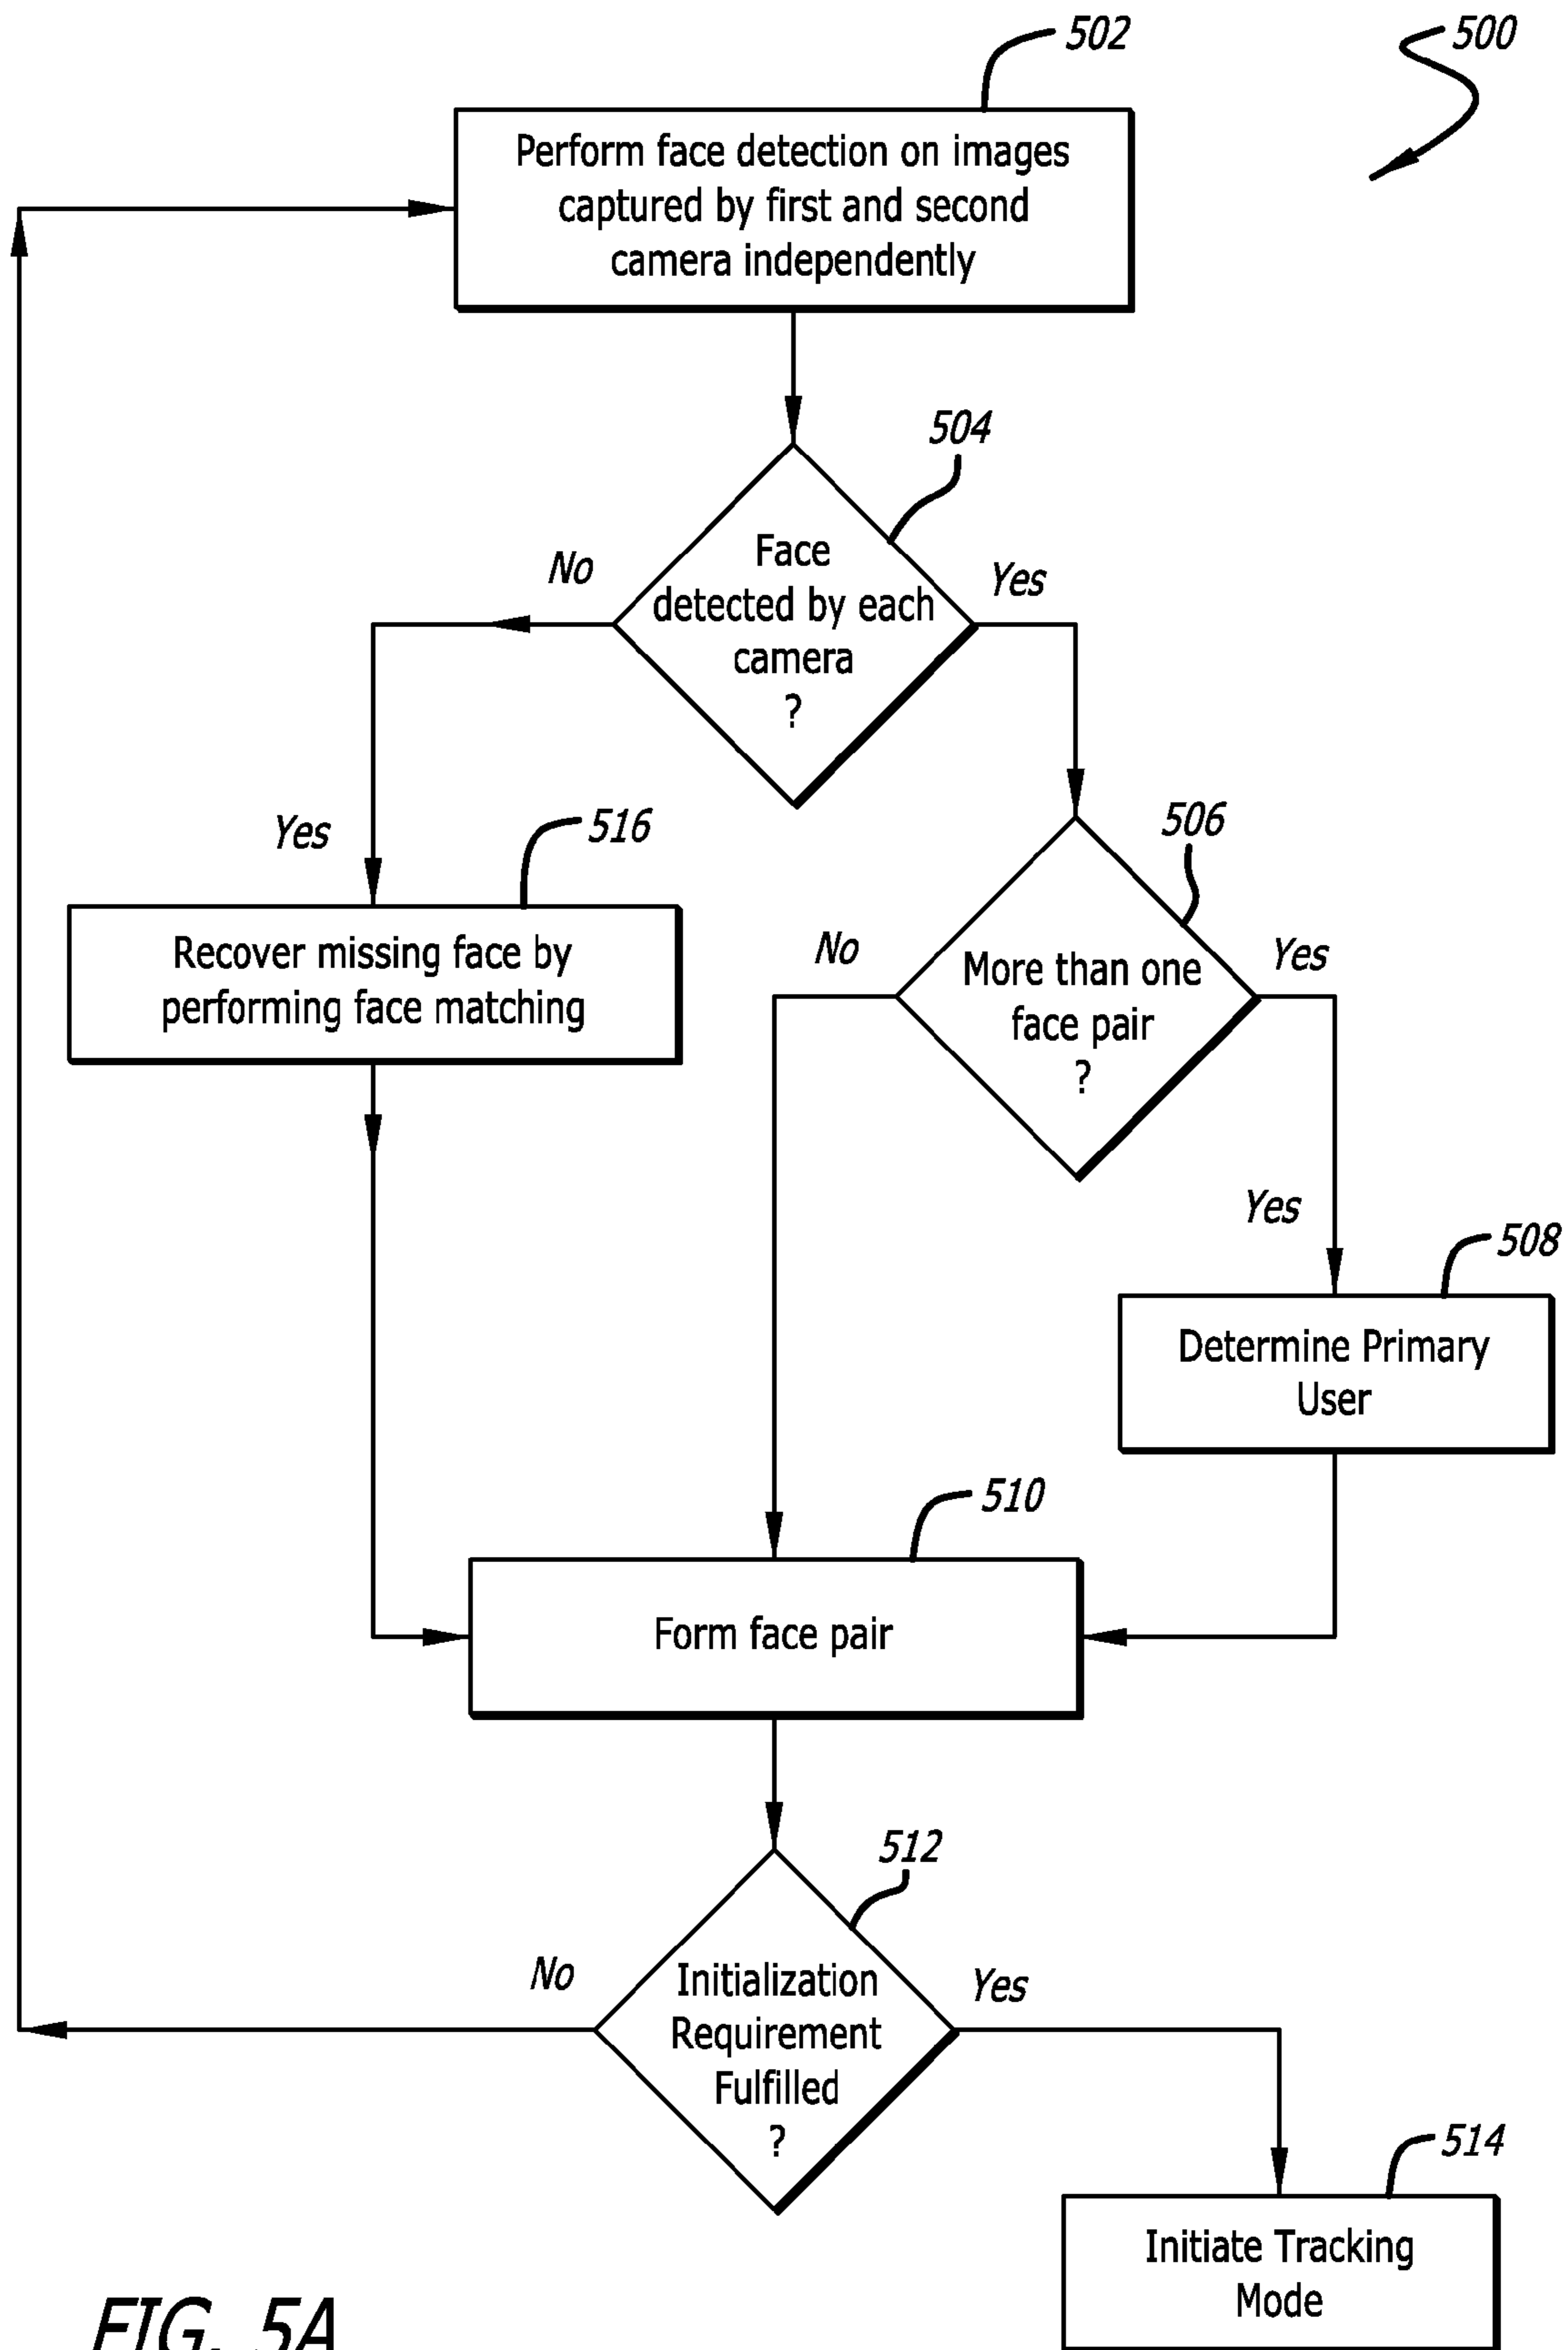 502
500
Perform face detection on images
captured by first and second
camera independently
504
No
Yes
Face
detected by each
camera
?
Yes
516
506
Recover missing face by
performing face matching
No
Yes
More than one
face pair
?
Yes
508
Determine Primary
User
510
Form face pair
512
No
Yes
Initialization
Requirement
Fulfilled
?
514
Initiate Tracking
Mode
FIG. 5A